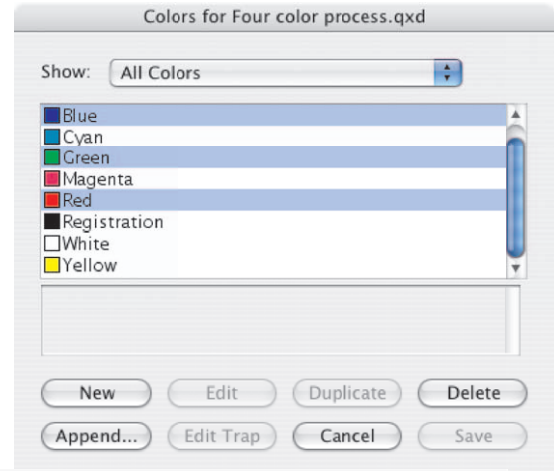 Colors for Four color process.qxd
Show: All Colors
Blue
Cyan
Green
Magenta
Red
Registration
White
Yellow
New Edit Duplicate Delete
Append... Edit Trap Cancel Save